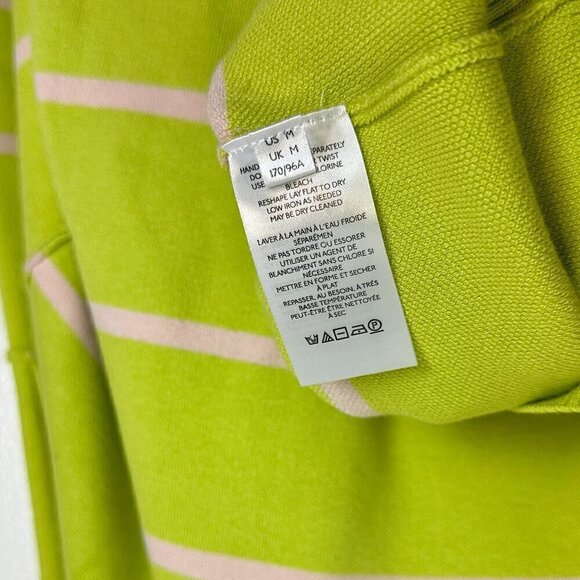 US M
UK M
170/96A
HAND PARATELY
DO TWIST
USE LORINE
BLEACH
RESHAPE LAY FLAT TO DRY
LOW IRON AS NEEDED
MAY BE DRY CLEANED
LAVER À LA MAIN À L'EAU FROIDE
SÉPARÉMEN
NE PAS TORDRE OU ESSORER
UTILISER UN AGENT DE
BLANCHIMENT SANS CHLORE SI
NÉCESSAIRE
METTRE EN FORME ET SECHER
À PLAT
REPASSER, AU BESOIN, À TRÉS
BASSE TEMPÉRATURE
PEUT-ÊTRE ÊTRE NETTOYÉE
À SEC